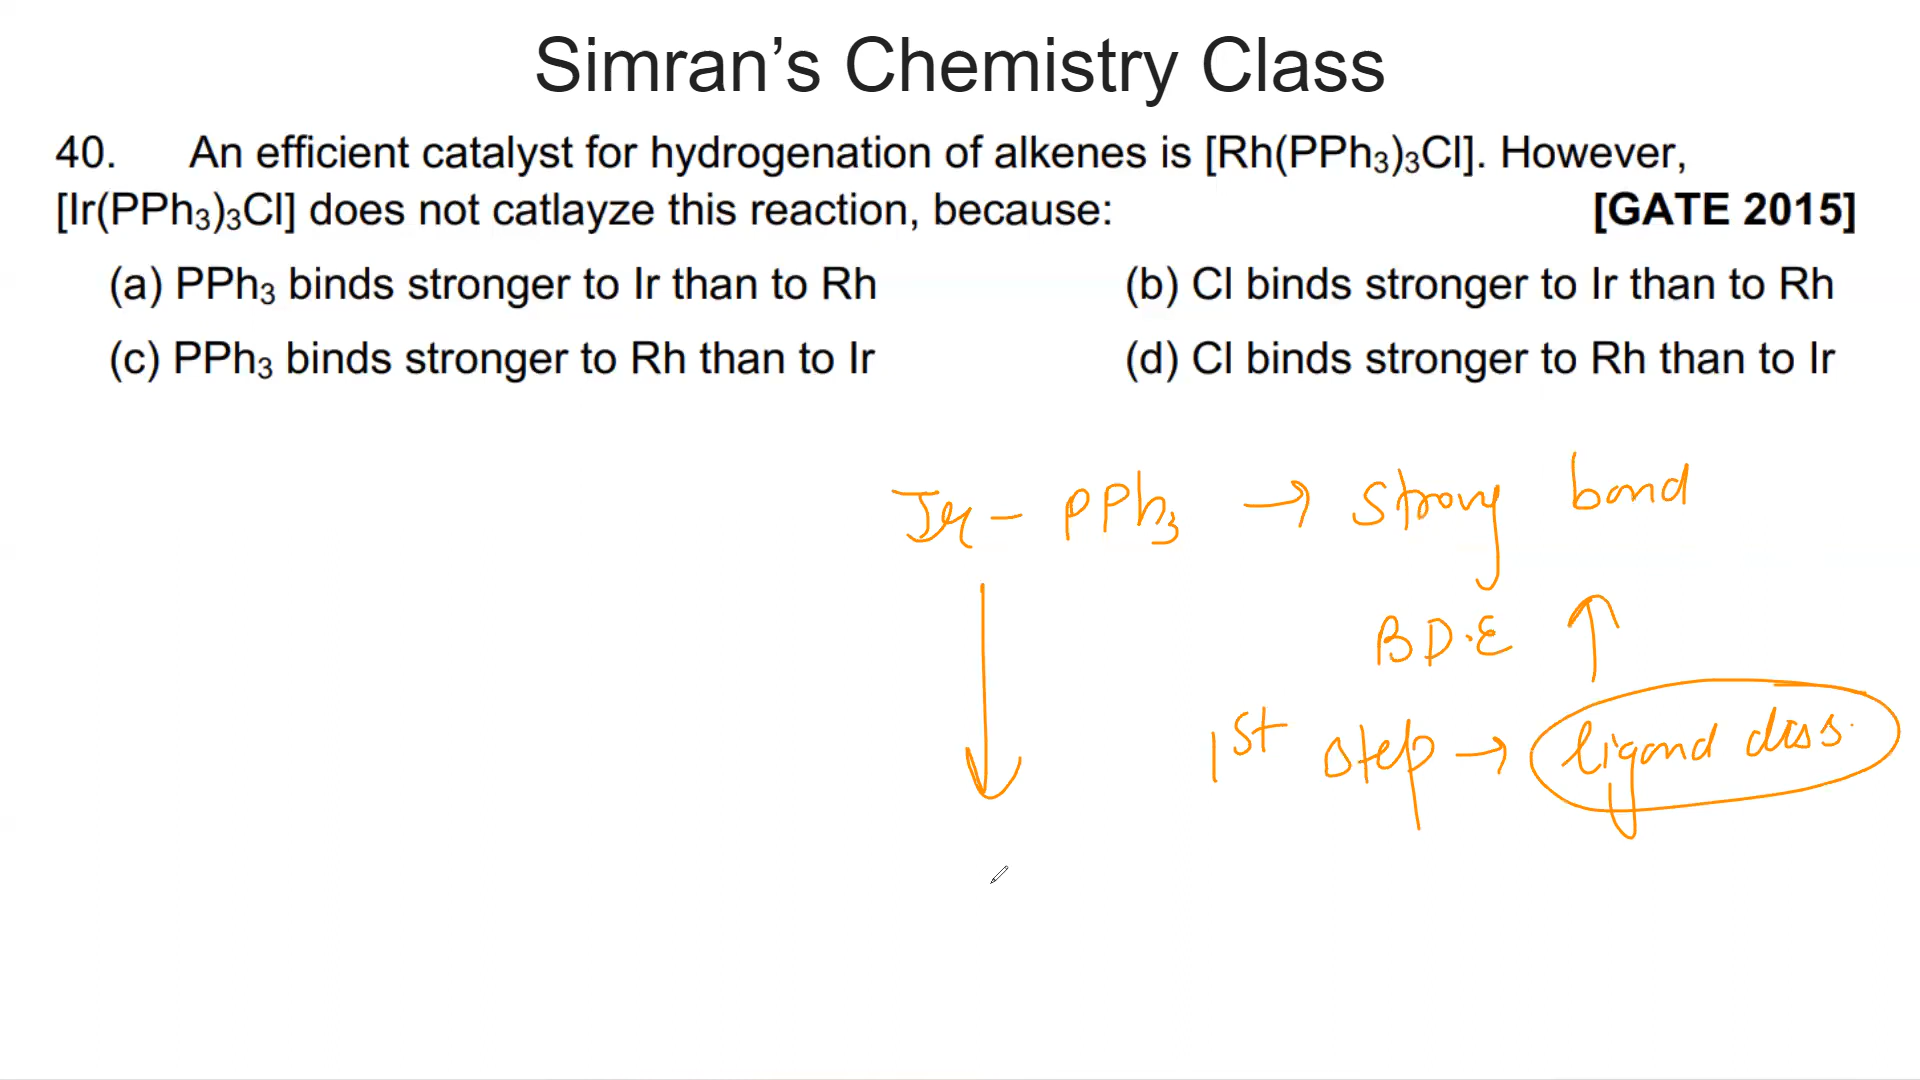 Simran’s Chemistry Class
40. An efficient catalyst for hydrogenation of alkenes is [Rh(PPh₃)₃Cl]. However,
[Ir(PPh₃)₃Cl] does not catlayze this reaction, because: [GATE 2015]
(a) PPh₃ binds stronger to Ir than to Rh (b) Cl binds stronger to Ir than to Rh
(c) PPh₃ binds stronger to Rh than to Ir (d) Cl binds stronger to Rh than to Ir
Ir – PPh₃ → strong bond
B D.E ↑
1st step → ligand diss.